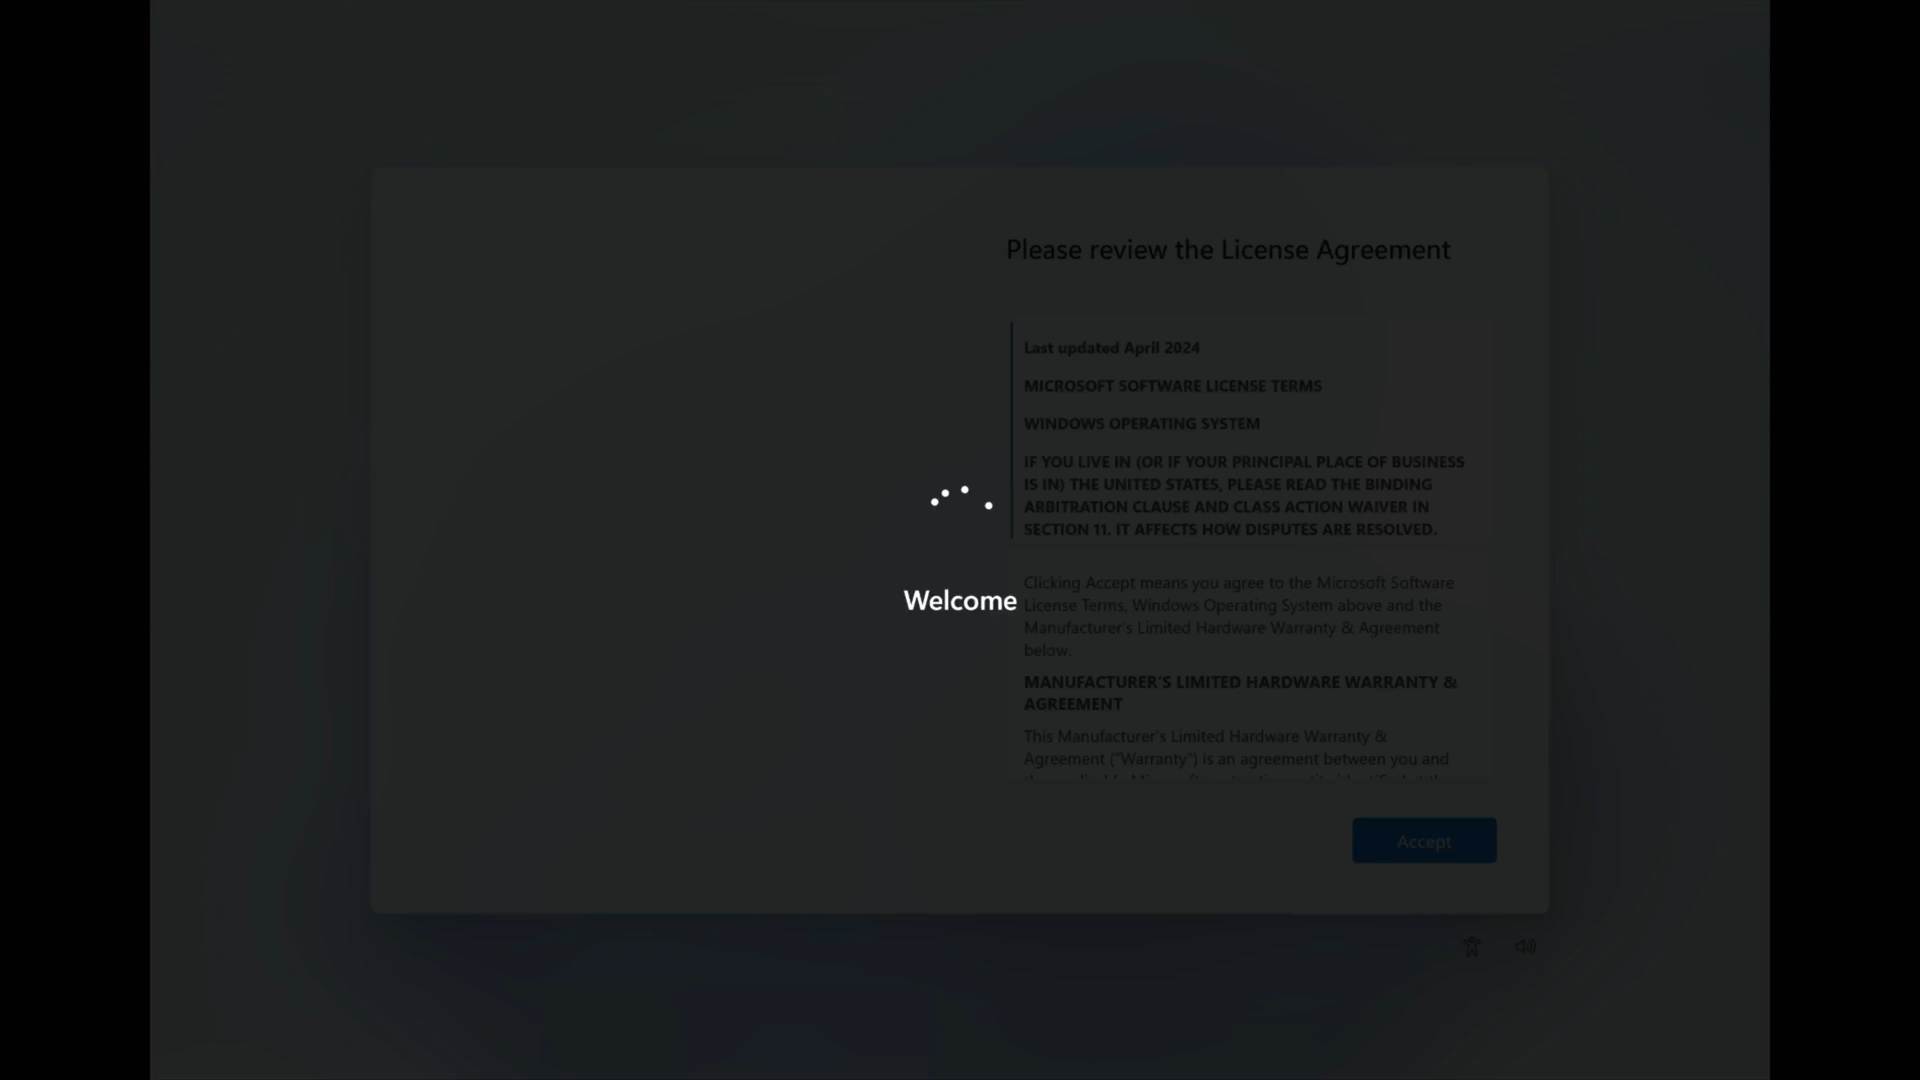 Please review the License Agreement
Last updated April 2024
MICROSOFT SOFTWARE LICENSE TERMS
WINDOWS OPERATING SYSTEM
IF YOU LIVE IN (OR IF YOUR PRINCIPAL PLACE OF BUSINESS
IS IN) THE UNITED STATES, PLEASE READ THE BINDING
ARBITRATION CLAUSE AND CLASS ACTION WAIVER IN
SECTION 11. IT AFFECTS HOW DISPUTES ARE RESOLVED.
Welcome
Clicking Accept means you agree to the Microsoft Software
License Terms, Windows Operating System above and the
Manufacturer's Limited Hardware Warranty & Agreement
below.
MANUFACTURER'S LIMITED HARDWARE WARRANTY &
AGREEMENT
This Manufacturer's Limited Hardware Warranty &
Agreement ("Warranty") is an agreement between you and
Accept